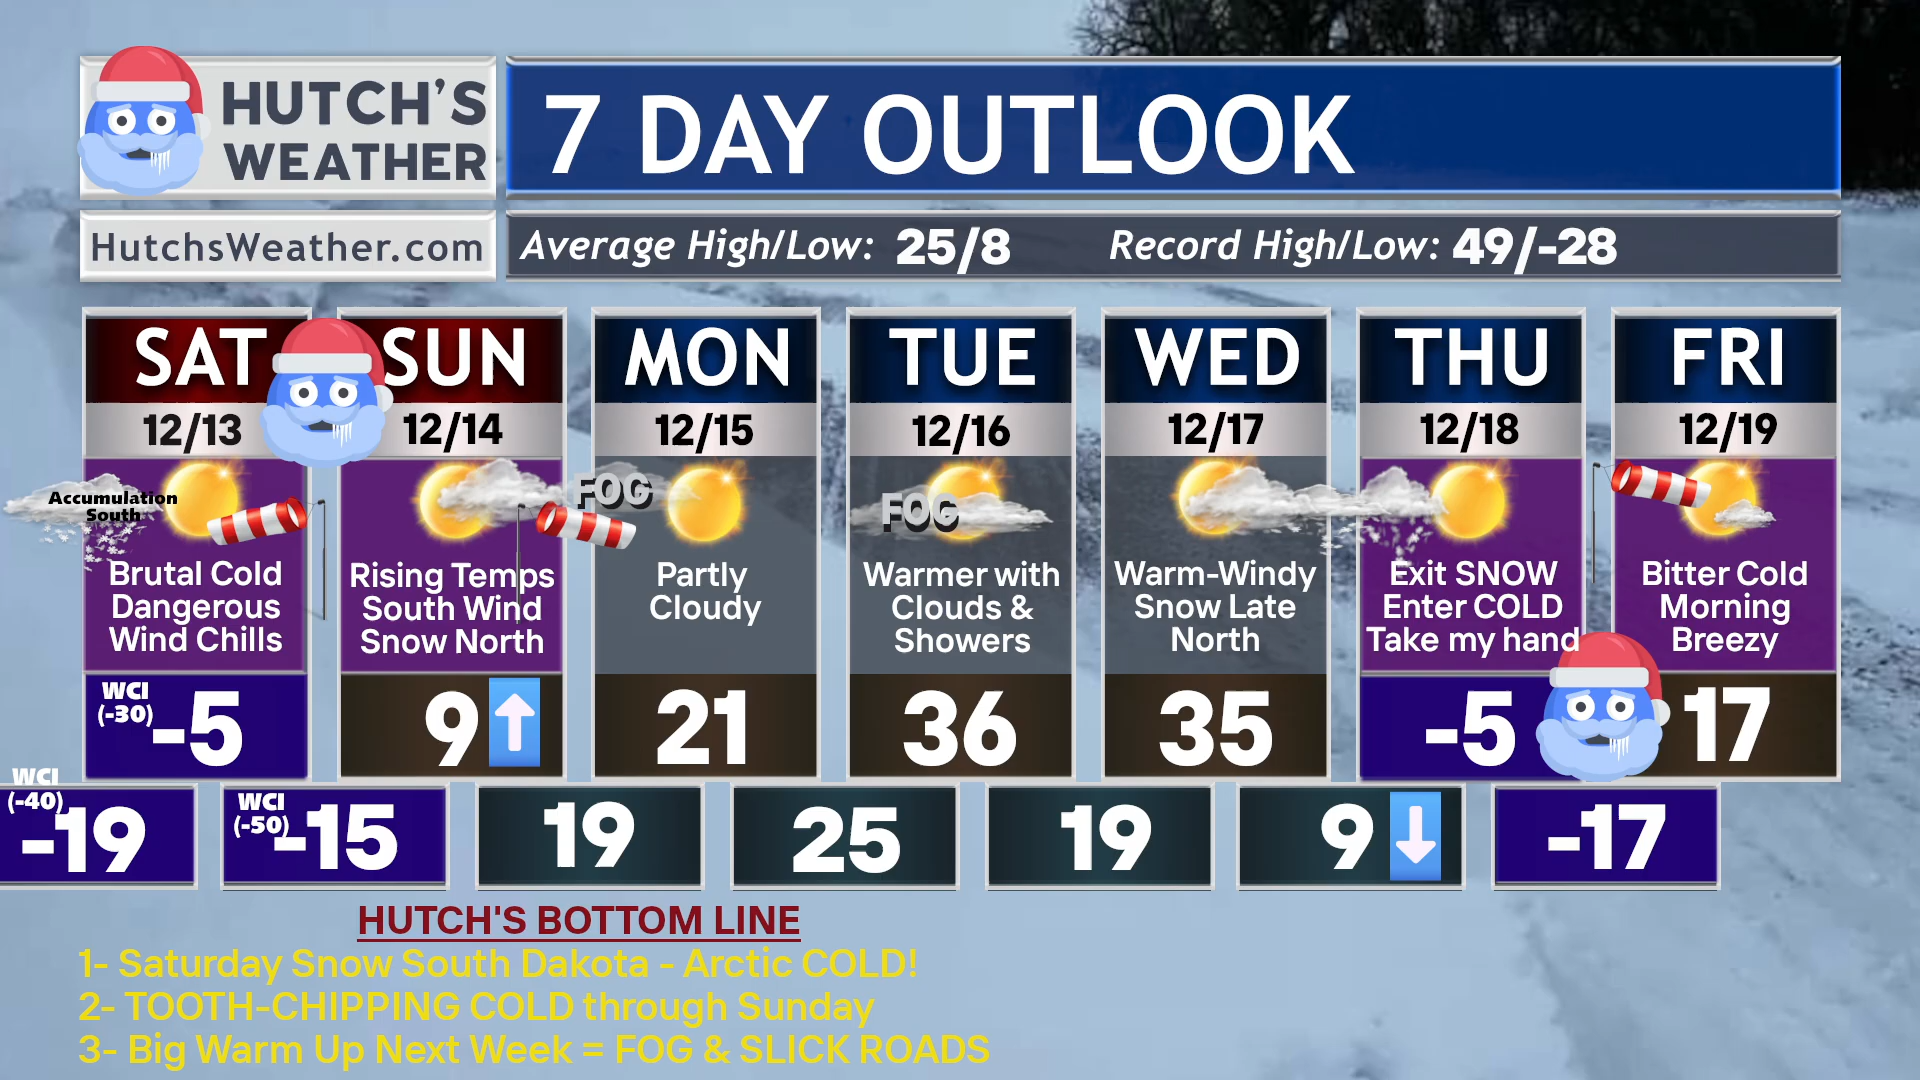 HUTCH'S
WEATHER
7 DAY OUTLOOK
HutchsWeather.com
Average High/Low: 25/8 Record High/Low: 49/-28
SAT
12/13
Accumulation
South
Brutal Cold
Dangerous
Wind Chills
WCI
(-30)
-5
SUN
12/14
Rising Temps
South Wind
Snow North
9
MON
12/15
FOG
Partly
Cloudy
21
TUE
12/16
FOG
Warmer with
Clouds &
Showers
36
WED
12/17
Warm-Windy
Snow Late
North
35
THU
12/18
Exit SNOW
Enter COLD
Take my hand
-5
FRI
12/19
Bitter Cold
Morning
Breezy
17
WCI
(-40)
-19
WCI
(-50)
-15
19
25
19
9
-17
HUTCH'S BOTTOM LINE
1- Saturday Snow South Dakota - Arctic COLD!
2- TOOTH-CHIPPING COLD through Sunday
3- Big Warm Up Next Week = FOG & SLICK ROADS